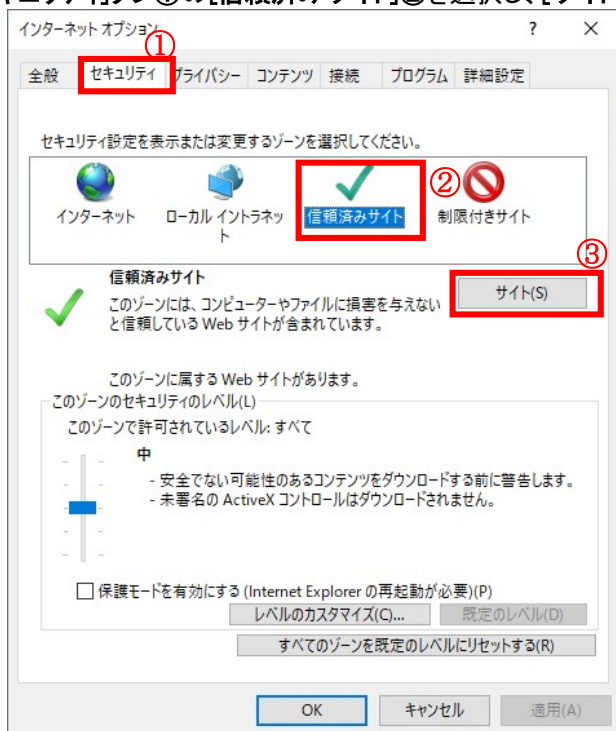 インターネット オプション ? ×
①
全般 セキュリティ プライバシー コンテンツ 接続 プログラム 詳細設定
セキュリティ設定を表示または変更するゾーンを選択してください。
②
インターネット ローカル イントラネット 信頼済みサイト 制限付きサイト
③
信頼済みサイト
サイト(S)
このゾーンには、コンピューターやファイルに損害を与えない
と信頼している Web サイトが含まれています。
このゾーンに属する Web サイトがあります。
このゾーンのセキュリティのレベル(L)
このゾーンで許可されているレベル: すべて
中
- 安全でない可能性のあるコンテンツをダウンロードする前に警告します。
- 未署名の ActiveX コントロールはダウンロードされません。
保護モードを有効にする (Internet Explorer の再起動が必要)(P)
レベルのカスタマイズ(C)... 既定のレベル(D)
すべてのゾーンを既定のレベルにリセットする(R)
OK キャンセル 適用(A)